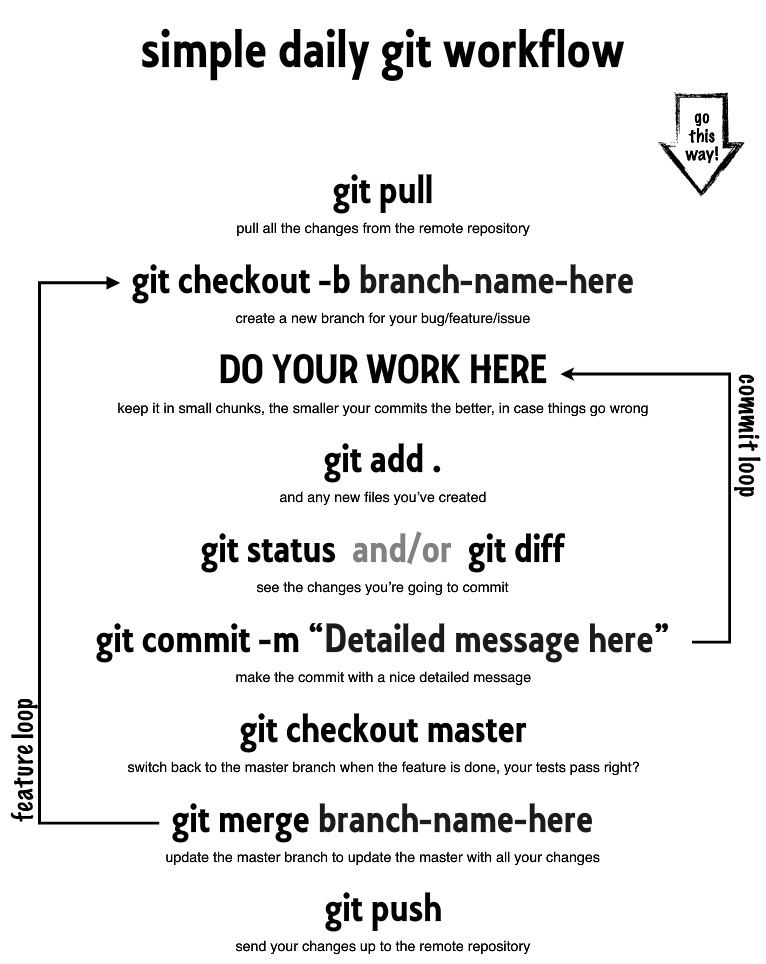 simple daily git workflow
go
this
way!
git pull
pull all the changes from the remote repository
git checkout -b branch-name-here
create a new branch for your bug/feature/issue
DO YOUR WORK HERE
keep it in small chunks, the smaller your commits the better, in case things go wrong
commit loop
git add .
and any new files you've created
git status and/or git diff
see the changes you're going to commit
git commit -m “Detailed message here”
make the commit with a nice detailed message
git checkout master
switch back to the master branch when the feature is done, your tests pass right?
feature loop
git merge branch-name-here
update the master branch to update the master with all your changes
git push
send your changes up to the remote repository